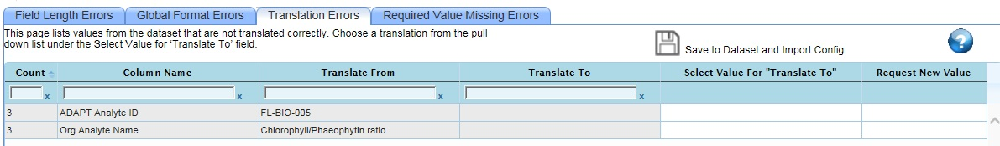 Field Length Errors Global Format Errors Translation Errors Required Value Missing Errors
This page lists values from the dataset that are not translated correctly. Choose a translation from the pull
down list under the Select Value for 'Translate To' field.
Save to Dataset and Import Config
?
Count Column Name Translate From Translate To Select Value For "Translate To" Request New Value
x x x x
3 ADAPT Analyte ID FL-BIO-005
3 Org Analyte Name Chlorophyll/Phaeophytin ratio